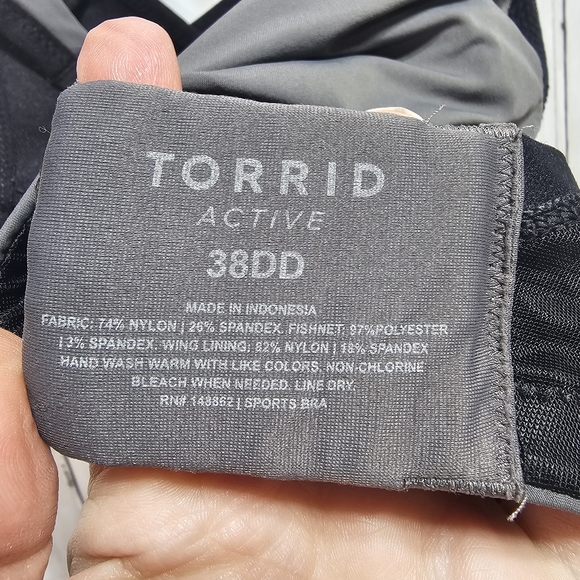 TORRID
ACTIVE
38DD
MADE IN INDONESIA
FABRIC: 74% NYLON | 26% SPANDEX. FISHNET: 97%POLYESTER
| 3% SPANDEX. WING LINING: 82% NYLON | 18% SPANDEX
HAND WASH WARM WITH LIKE COLORS. NON-CHLORINE
BLEACH WHEN NEEDED. LINE DRY.
RN# 148862 | SPORTS BRA